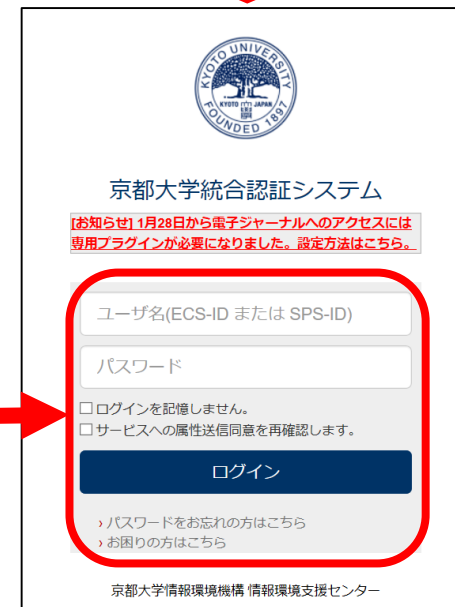 KYOTO UNIVERSITY
KYOTO JAPAN
FOUNDED 1897
京都大学統合認証システム
[お知らせ] 1月28日から電子ジャーナルへのアクセスには
専用プラグインが必要になりました。設定方法はこちら。
ユーザ名(ECS-ID または SPS-ID)
パスワード
ログインを記憶しません。
サービスへの属性送信同意を再確認します。
ログイン
› パスワードをお忘れの方はこちら
› お困りの方はこちら
京都大学情報環境機構 情報環境支援センター